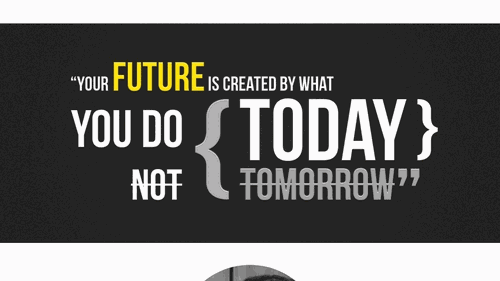 “YOUR FUTURE IS CREATED BY WHAT
YOU DO { TODAY }
NOT TOMORROW”